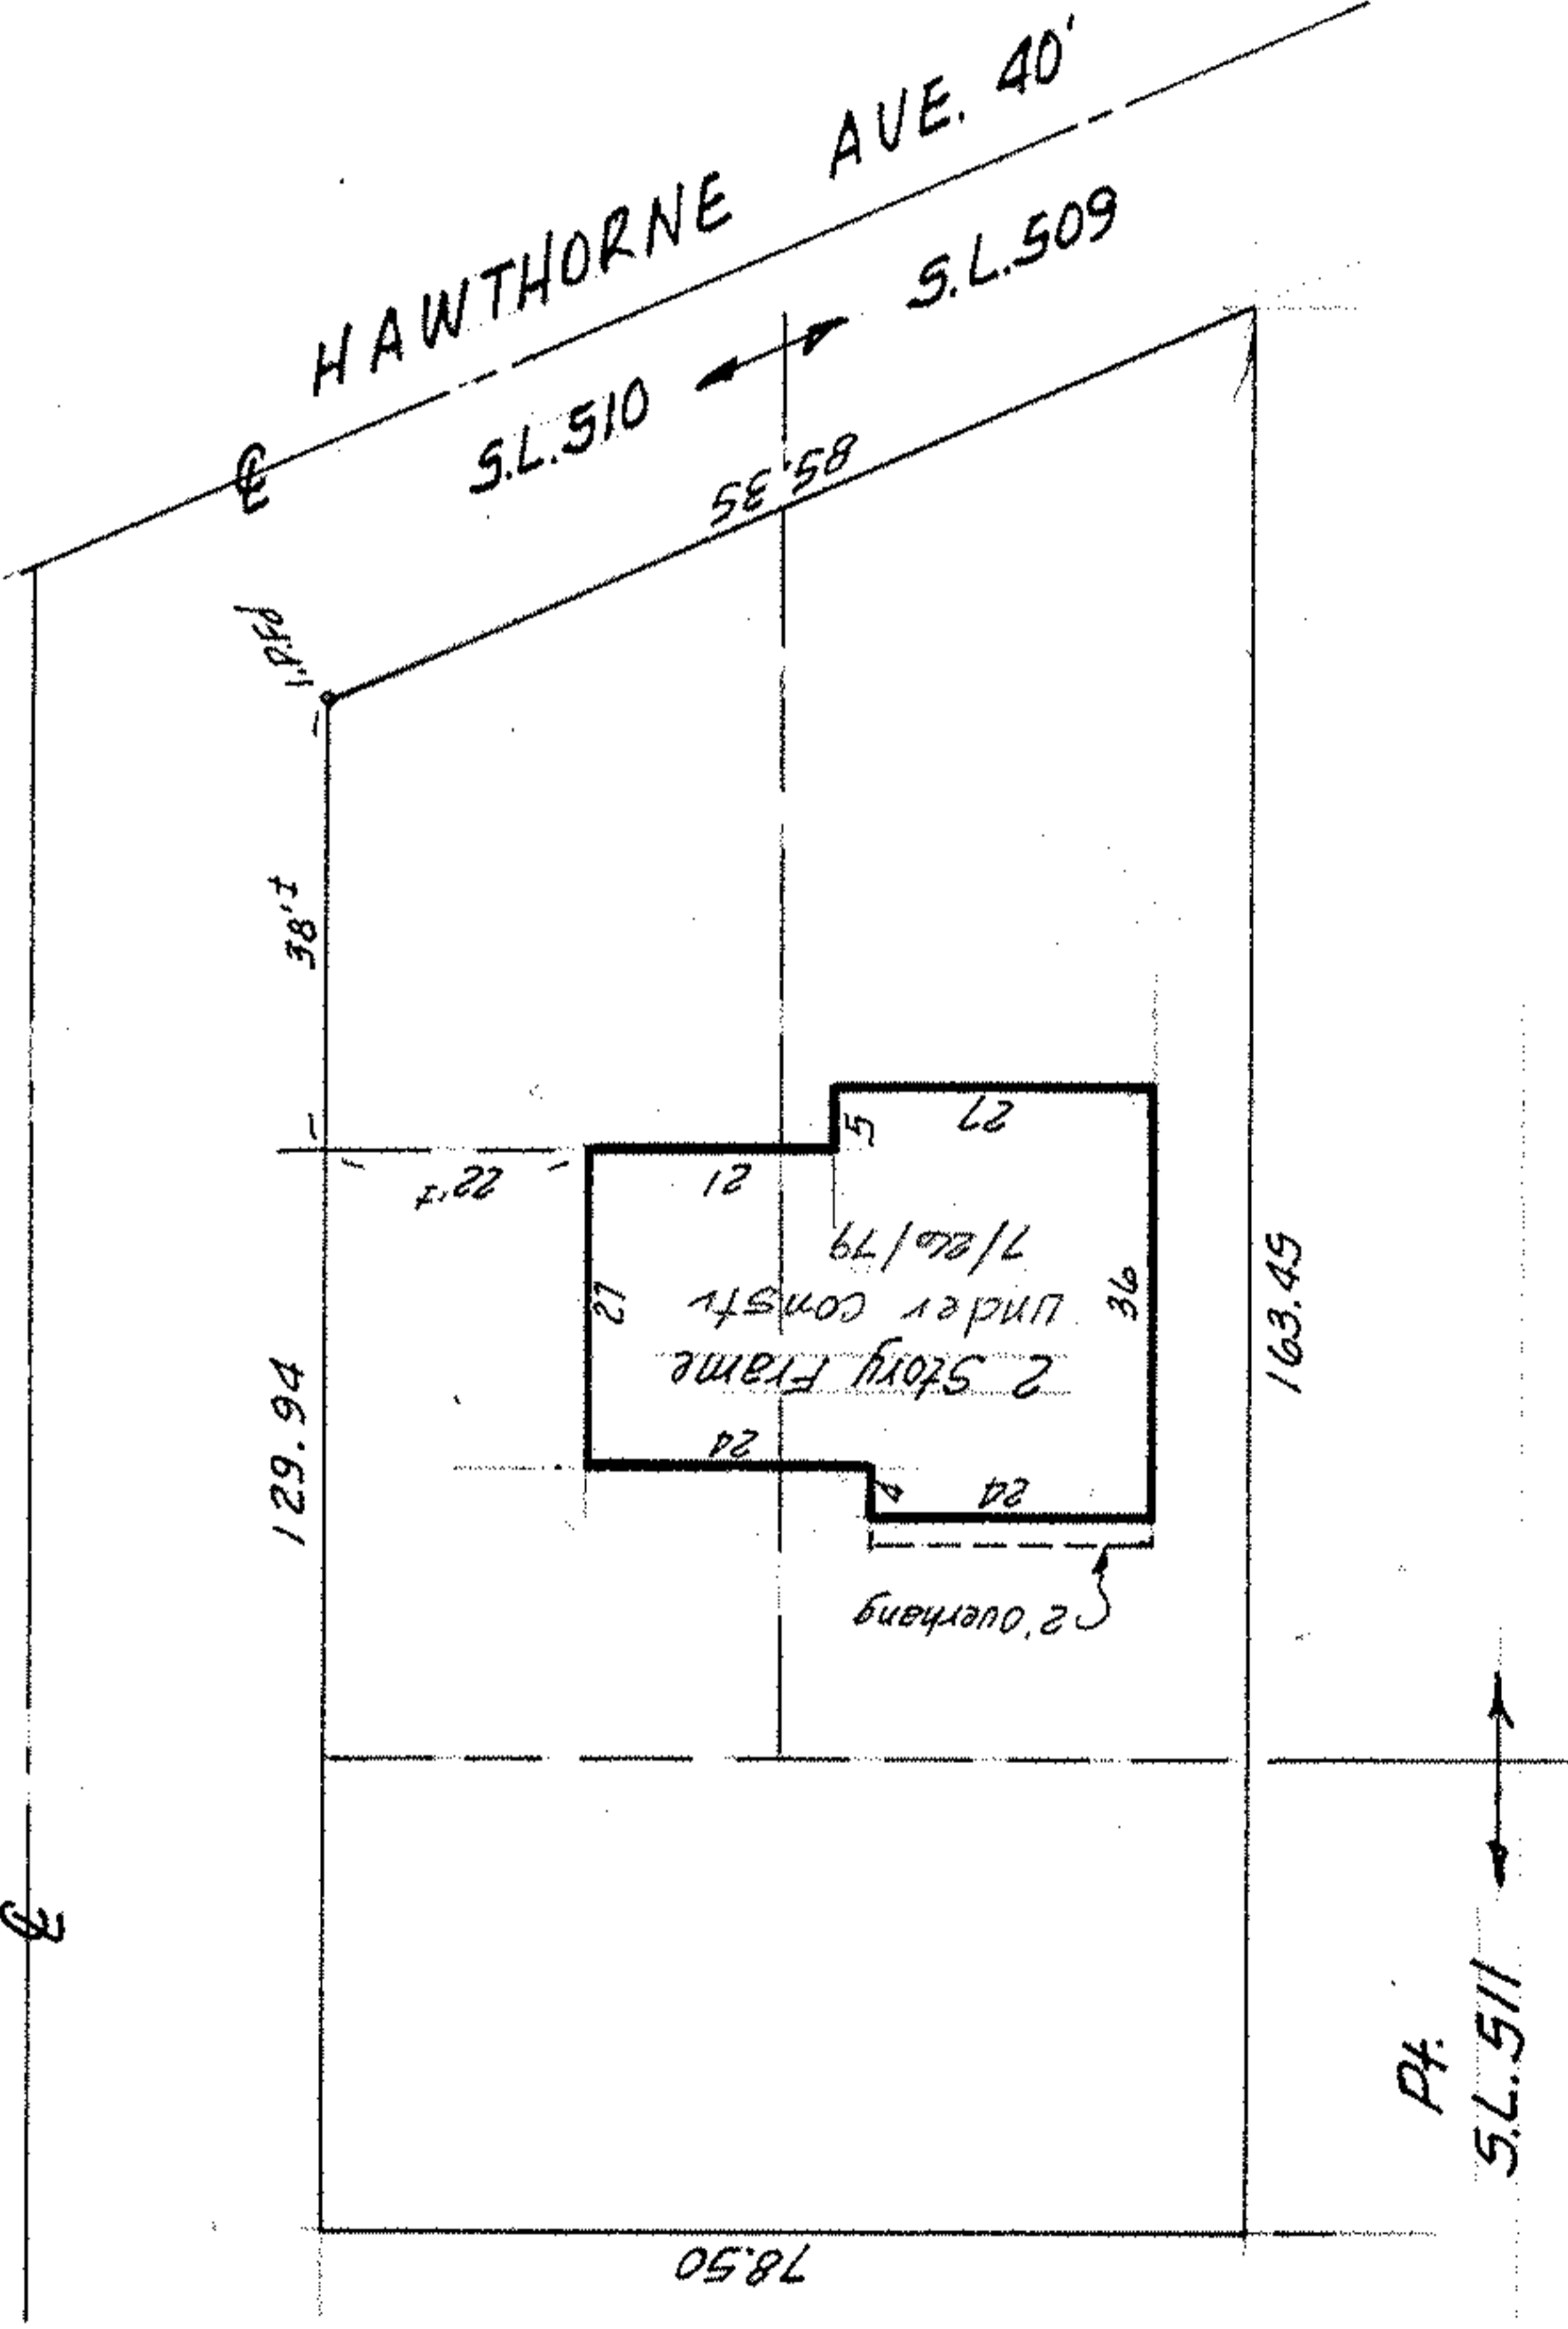 HAWTHORNE AVE. 40'
S.L. 509
S.L. 510
85.35
I.P. Fd
38'±
22'±
129.94
163.45
21
5
27
27
36
2 Story Frame
under constr
7/26/79
24
4
24
2' overhang
78.50
Pt.
S.L. 511